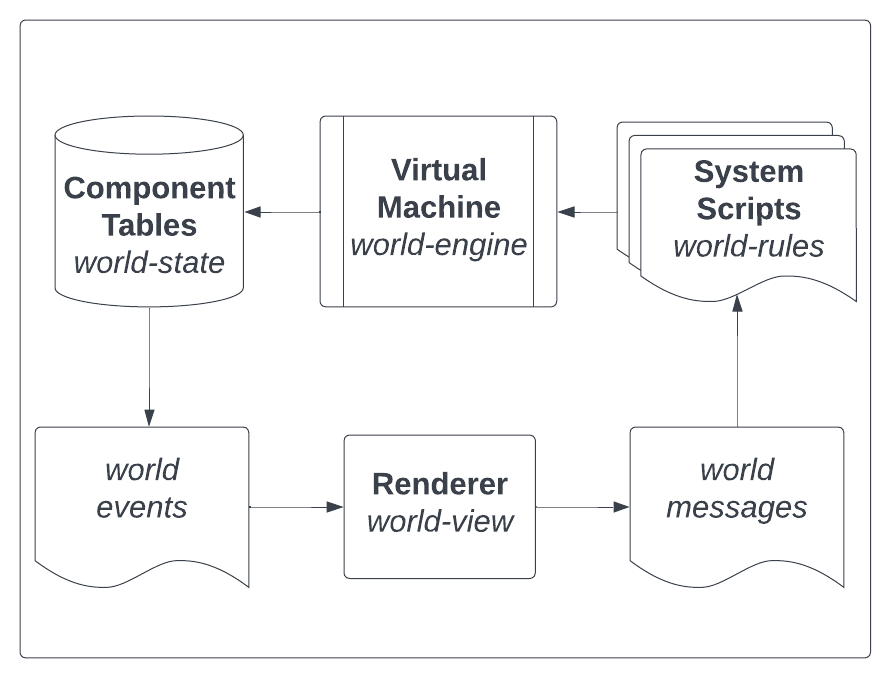 Component
Tables
world-state
Virtual
Machine
world-engine
System
Scripts
world-rules
world
events
Renderer
world-view
world
messages